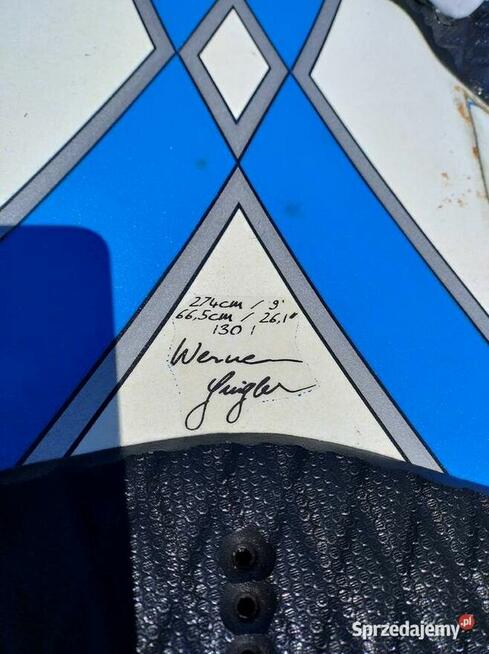 274cm / 9'
66,5cm / 26,1"
130 l
Werner
Gnigler
Sprzedajemy.pl